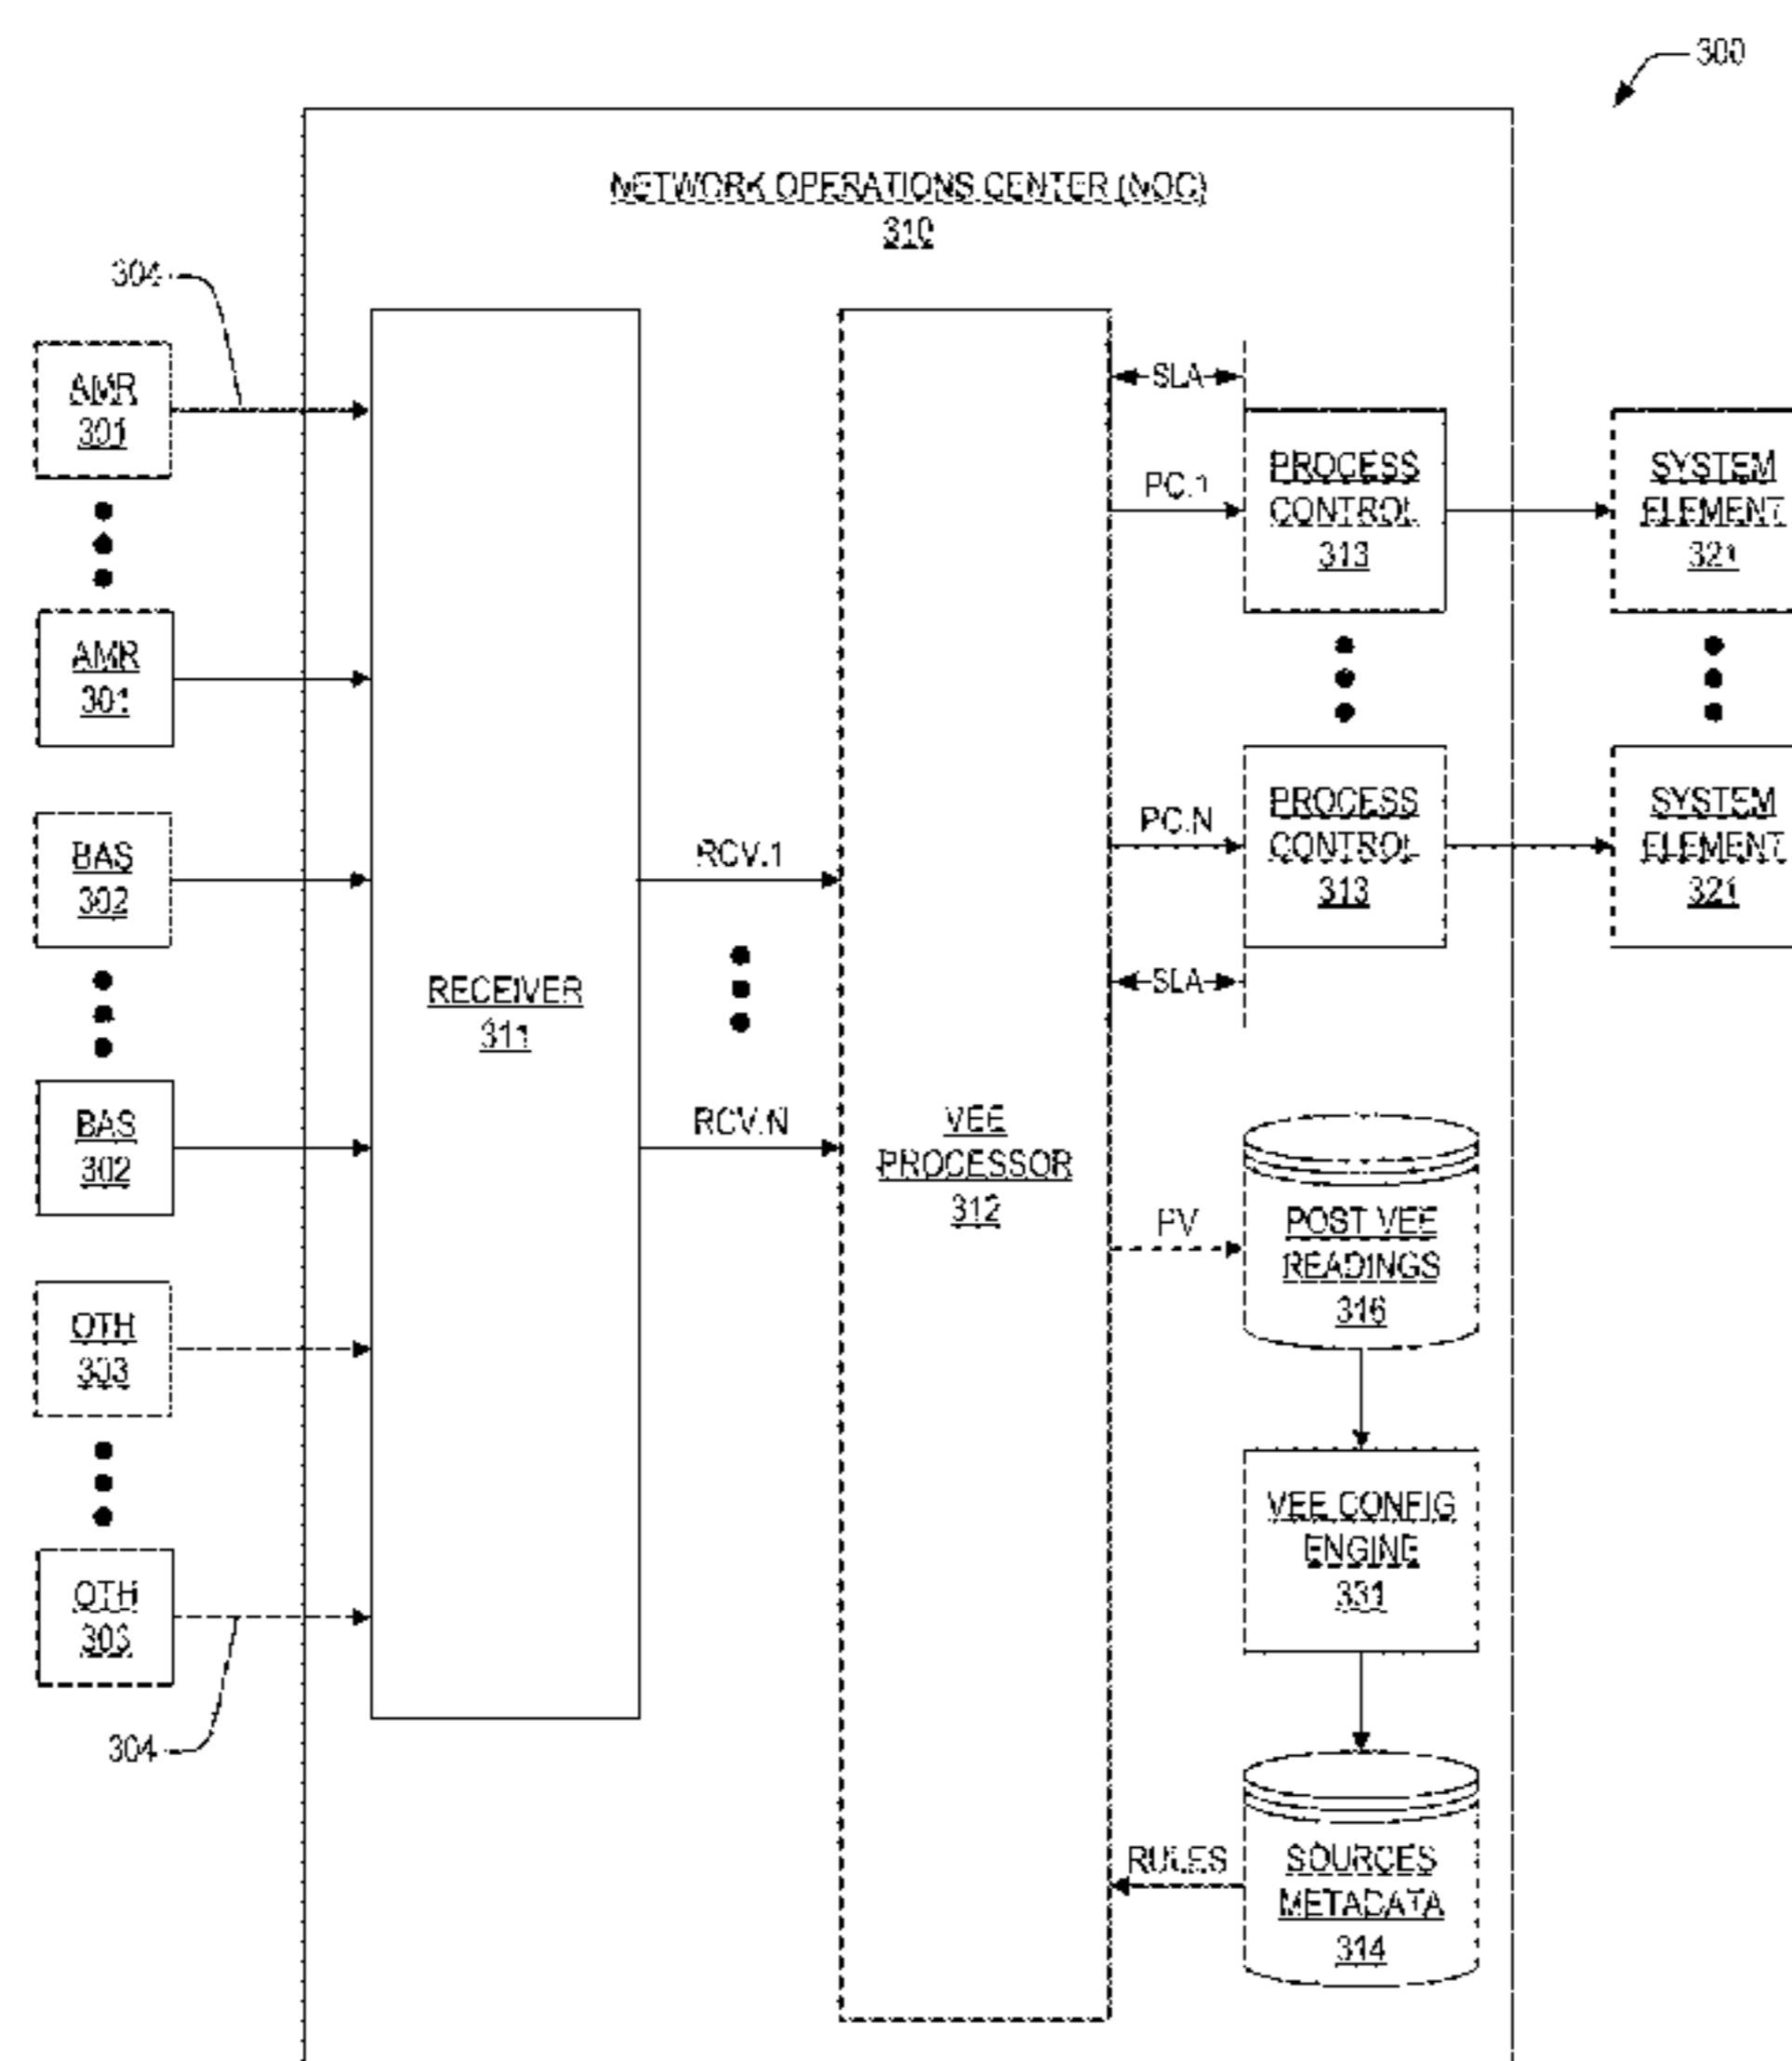 300
NETWORK OPERATIONS CENTER (NOC)
310
304
AMR
301
AMR
301
BAS
302
BAS
302
OTH
303
OTH
303
304
RECEIVER
311
RCV.1
RCV.N
VEE
PROCESSOR
312
SLA
PC.1
PROCESS
CONTROL
313
SYSTEM
ELEMENT
321
PC.N
PROCESS
CONTROL
313
SYSTEM
ELEMENT
321
SLA
PV
POST VEE
READINGS
316
VEE CONFIG
ENGINE
331
RULES
SOURCES
METADATA
314